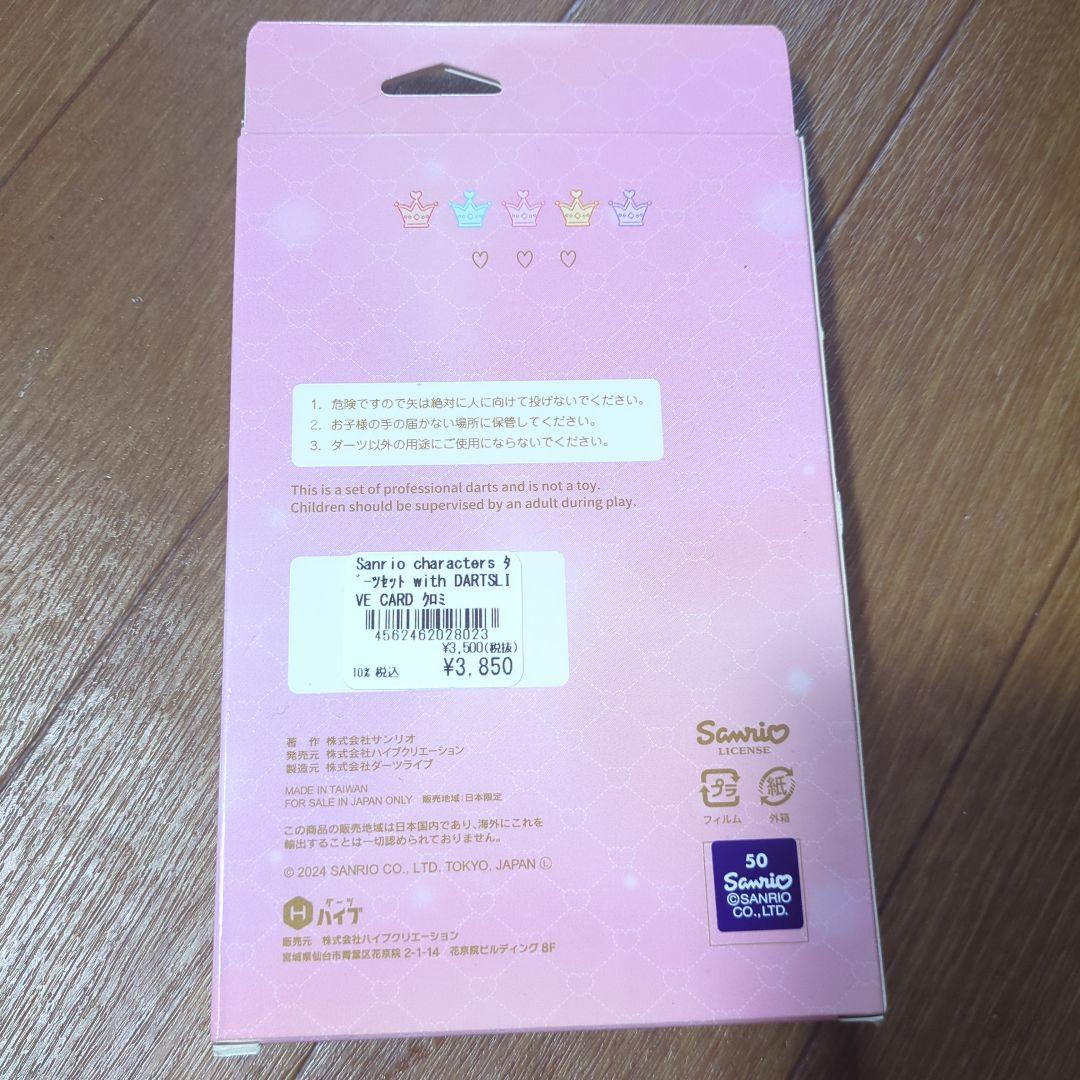 1. 危険ですので矢は絶対に人に向けて投げないでください。
2. お子様の手の届かない場所に保管してください。
3. ダーツ以外の用途にご使用にならないでください。
This is a set of professional darts and is not a toy.
Children should be supervised by an adult during play.
Sanrio characters ﾀ
ﾞｰﾂｾｯﾄ with DARTSLI
VE CARD ｸﾛﾐ
4562462028023
¥3,500(税抜)
10% 税込 ¥3,850
著 作 株式会社サンリオ
発売元 株式会社ハイブクリエーション
製造元 株式会社ダーツライブ
MADE IN TAIWAN
FOR SALE IN JAPAN ONLY 販売地域:日本限定
この商品の販売地域は日本国内であり、海外にこれを
輸出することは一切認められておりません。
© 2024 SANRIO CO., LTD. TOKYO, JAPAN Ⓛ
ダーツ
ハイブ
販売元 株式会社ハイブクリエーション
宮城県仙台市青葉区花京院 2-1-14 花京院ビルディング 8F
Sanrio
LICENSE
プラ 紙
フィルム 外箱
50
Sanrio
©SANRIO
CO., LTD.